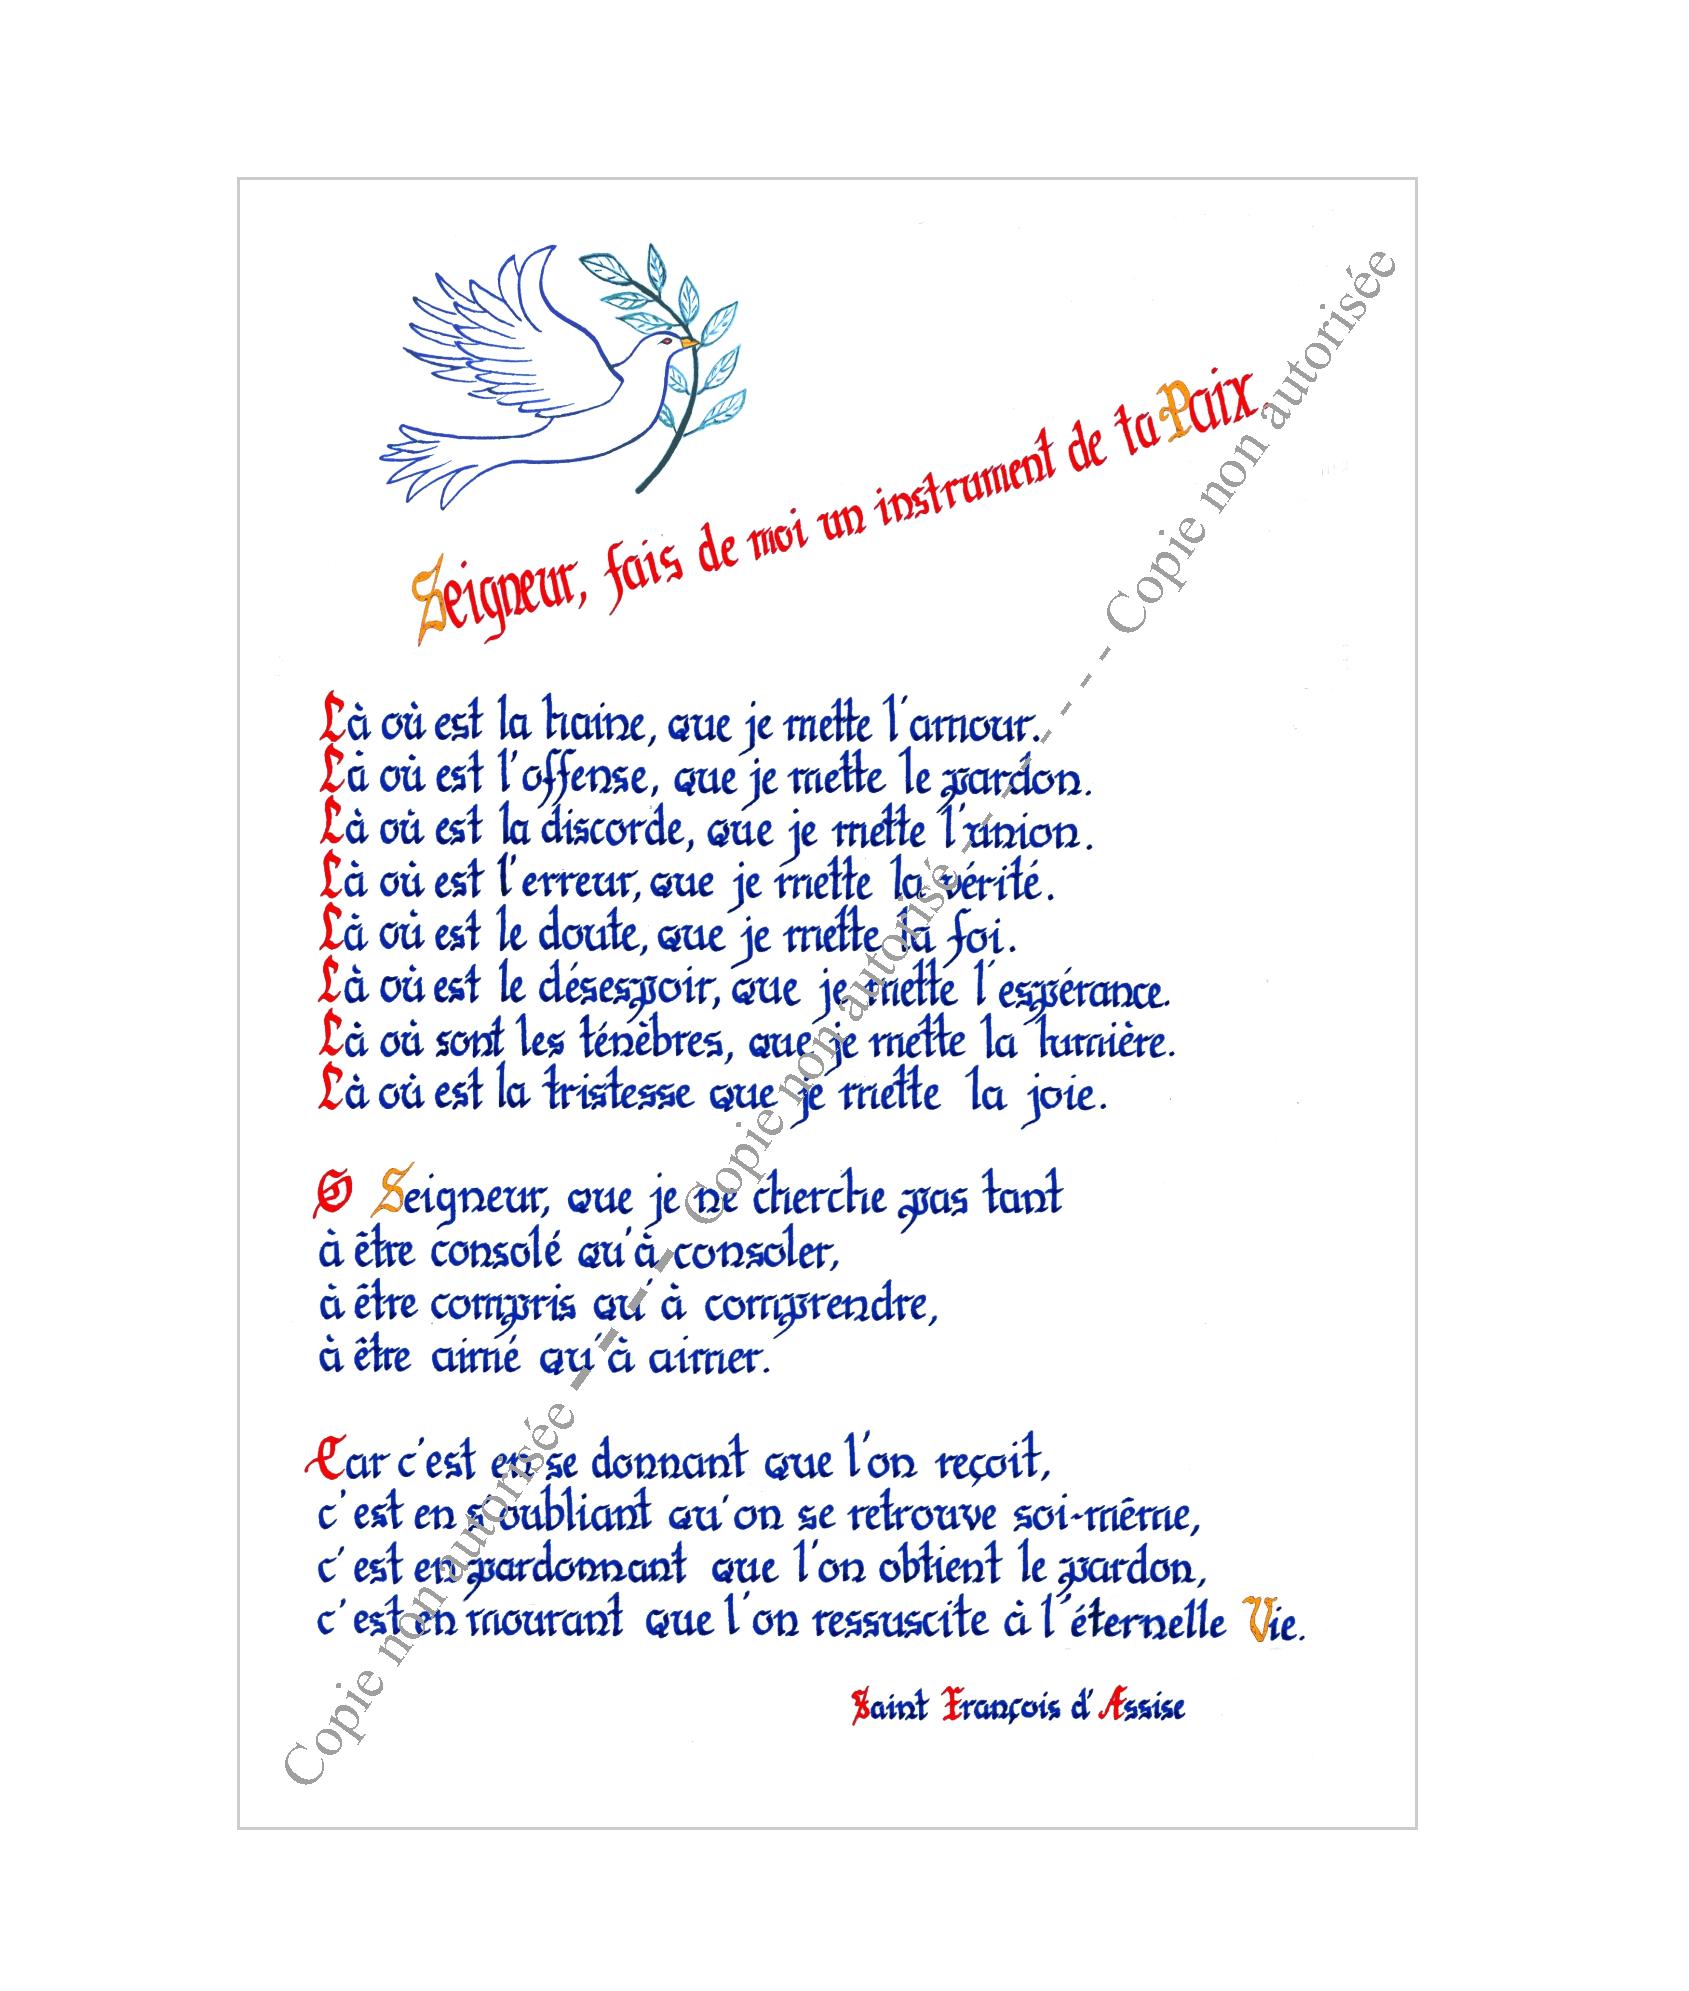 Seigneur, fais de moi un instrument de ta Paix.
Là où est la haine, que je mette l'amour.
Là où est l'offense, que je mette le pardon.
Là où est la discorde, que je mette l'union.
Là où est l'erreur, que je mette la vérité.
Là où est le doute, que je mette la foi.
Là où est le désespoir, que je mette l'espérance.
Là où sont les ténèbres, que je mette la lumière.
Là où est la tristesse que je mette la joie.
O Seigneur, que je ne cherche pas tant
à être consolé qu'à consoler,
à être compris qu'à comprendre,
à être aimé qu'à aimer.
Car c'est en se donnant que l'on reçoit,
c'est en s'oubliant qu'on se retrouve soi-même,
c'est en pardonnant que l'on obtient le pardon,
c'est en mourant que l'on ressuscite à l'éternelle Vie.
Saint François d'Assise
Copie non autorisée - - - - Copie non autorisé - - - - - - Copie non autorisée